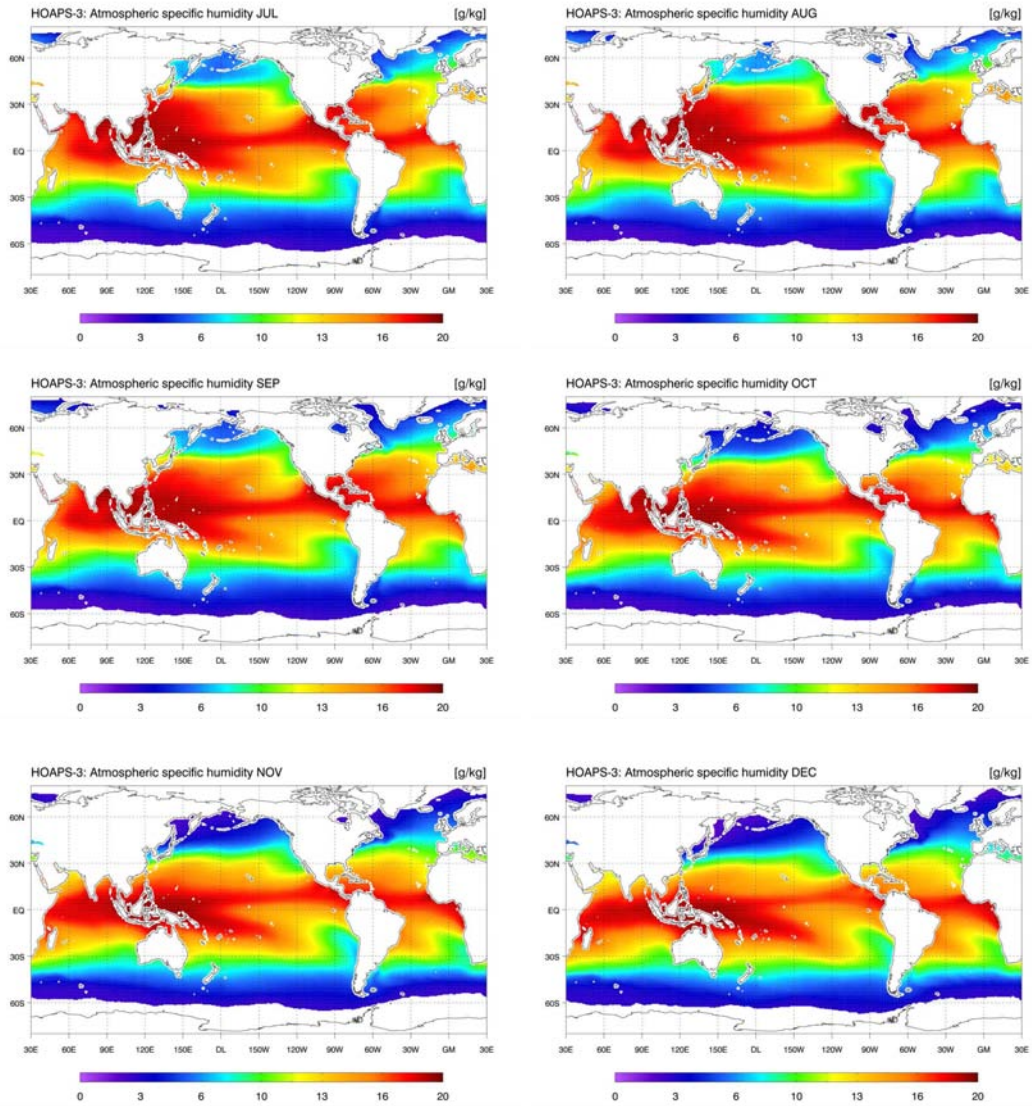 HOAPS-3: Atmospheric specific humidity JUL [g/kg]
60N
30N
EQ
30S
60S
30E 60E 90E 120E 150E DL 150W 120W 90W 60W GM 30E
0 3 6 10 13 16 20
HOAPS-3: Atmospheric specific humidity AUG [g/kg]
60N
30N
EQ
30S
60S
30E 60E 90E 120E 150E DL 150W 120W 90W 60W GM 30E
0 3 6 10 13 16 20
HOAPS-3: Atmospheric specific humidity SEP [g/kg]
60N
30N
EQ
30S
60S
30E 60E 90E 120E 150E DL 150W 120W 90W 60W GM 30E
0 3 6 10 13 16 20
HOAPS-3: Atmospheric specific humidity OCT [g/kg]
60N
30N
EQ
30S
60S
30E 60E 90E 120E 150E DL 150W 120W 90W 60W GM 30E
0 3 6 10 13 16 20
HOAPS-3: Atmospheric specific humidity NOV [g/kg]
60N
30N
EQ
30S
60S
30E 60E 90E 120E 150E DL 150W 120W 90W 60W GM 30E
0 3 6 10 13 16 20
HOAPS-3: Atmospheric specific humidity DEC [g/kg]
60N
30N
EQ
30S
60S
30E 60E 90E 120E 150E DL 150W 120W 90W 60W GM 30E
0 3 6 10 13 16 20